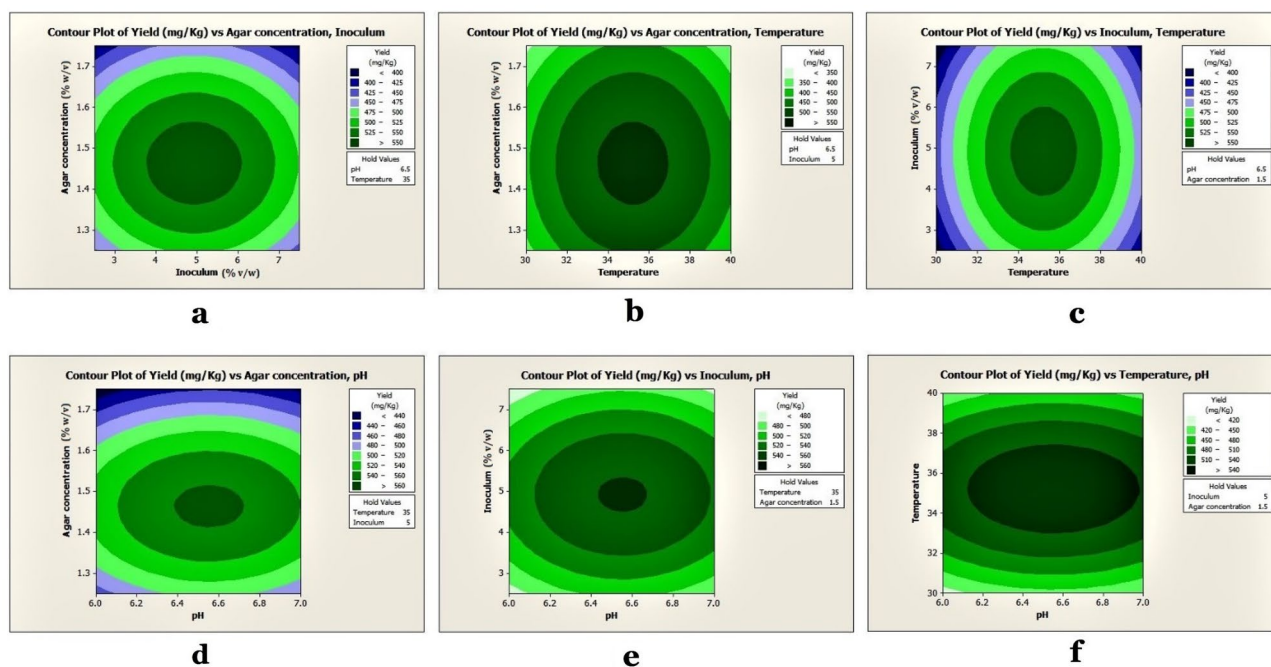 Contour Plot of Yield (mg/Kg) vs Agar concentration, Inoculum
Agar concentration (% w/v)
1.7
1.6
1.5
1.4
1.3
3 4 5 6 7
Inoculum (% v/w)
Yield
(mg/Kg)
< 400
400 – 425
425 – 450
450 – 475
475 – 500
500 – 525
525 – 550
> 550
Hold Values
pH 6.5
Temperature 35
a
Contour Plot of Yield (mg/Kg) vs Agar concentration, Temperature
Agar concentration (% w/v)
1.7
1.6
1.5
1.4
1.3
30 32 34 36 38 40
Temperature
Yield
(mg/Kg)
< 350
350 – 400
400 – 450
450 – 500
500 – 550
> 550
Hold Values
pH 6.5
Inoculum 5
b
Contour Plot of Yield (mg/Kg) vs Inoculum, Temperature
Inoculum (% v/w)
7
6
5
4
3
30 32 34 36 38 40
Temperature
Yield
(mg/Kg)
< 400
400 – 425
425 – 450
450 – 475
475 – 500
500 – 525
525 – 550
> 550
Hold Values
pH 6.5
Agar concentration 1.5
c
Contour Plot of Yield (mg/Kg) vs Agar concentration, pH
Agar concentration (% w/v)
1.7
1.6
1.5
1.4
1.3
6.0 6.2 6.4 6.6 6.8 7.0
pH
Yield
(mg/Kg)
< 440
440 – 460
460 – 480
480 – 500
500 – 520
520 – 540
540 – 560
> 560
Hold Values
Temperature 35
Inoculum 5
d
Contour Plot of Yield (mg/Kg) vs Inoculum, pH
Inoculum (% v/w)
7
6
5
4
3
6.0 6.2 6.4 6.6 6.8 7.0
pH
Yield
(mg/Kg)
< 480
480 – 500
500 – 520
520 – 540
540 – 560
> 560
Hold Values
Temperature 35
Agar concentration 1.5
e
Contour Plot of Yield (mg/Kg) vs Temperature, pH
Temperature
40
38
36
34
32
30
6.0 6.2 6.4 6.6 6.8 7.0
pH
Yield
(mg/Kg)
< 420
420 – 450
450 – 480
480 – 510
510 – 540
> 540
Hold Values
Inoculum 5
Agar concentration 1.5
f